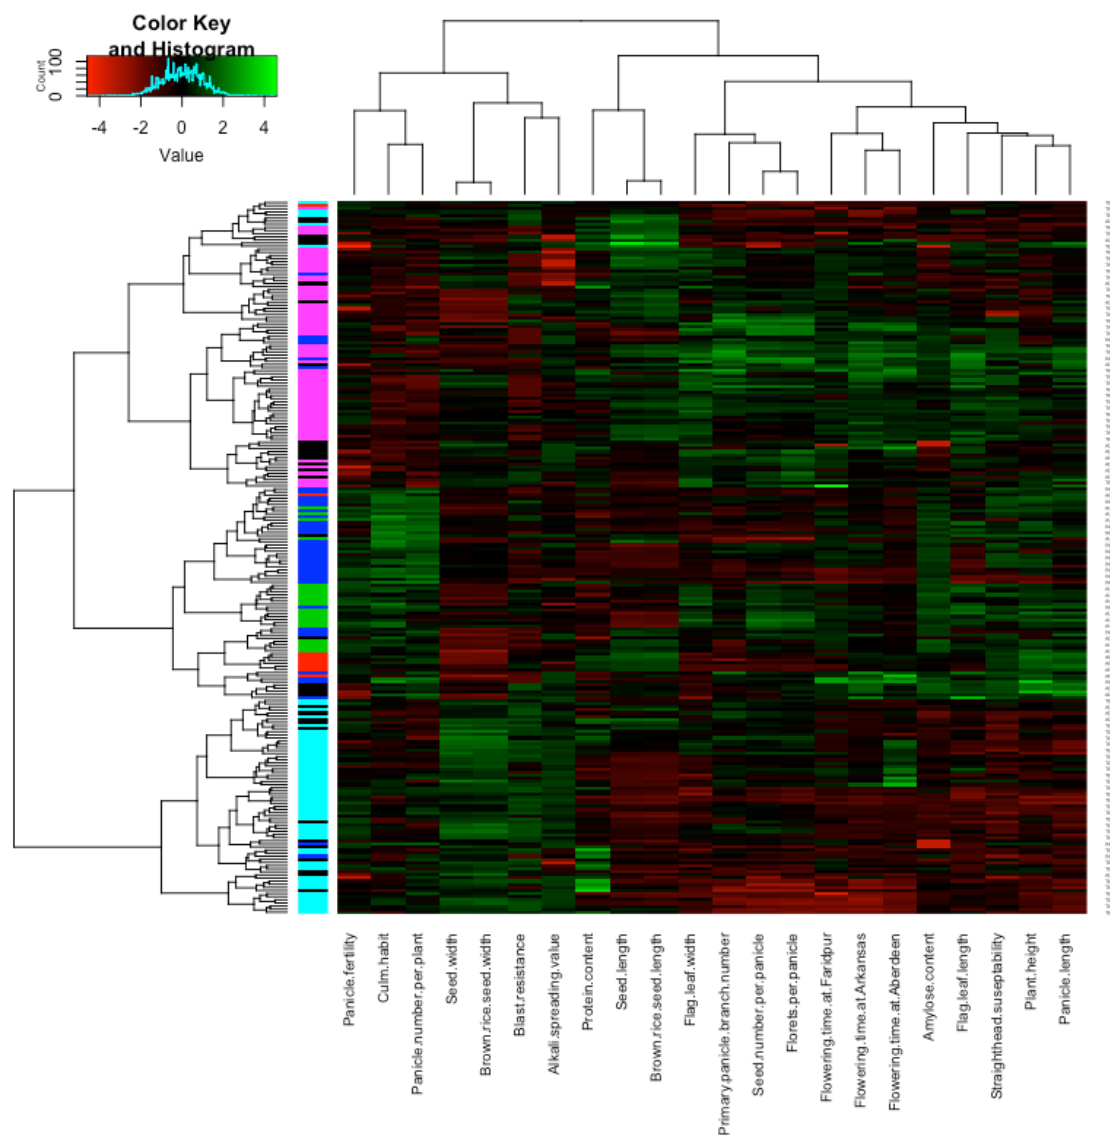 Color Key
and Histogram
Count
0 100
-4 -2 0 2 4
Value
Panicle.fertility
Culm.habit
Panicle.number.per.plant
Seed.width
Brown.rice.seed.width
Blast.resistance
Alkali.spreading.value
Protein.content
Seed.length
Brown.rice.seed.length
Flag.leaf.width
Primary.panicle.branch.number
Seed.number.per.panicle
Florets.per.panicle
Flowering.time.at.Faridpur
Flowering.time.at.Arkansas
Flowering.time.at.Aberdeen
Amylose.content
Flag.leaf.length
Straighthead.suseptability
Plant.height
Panicle.length